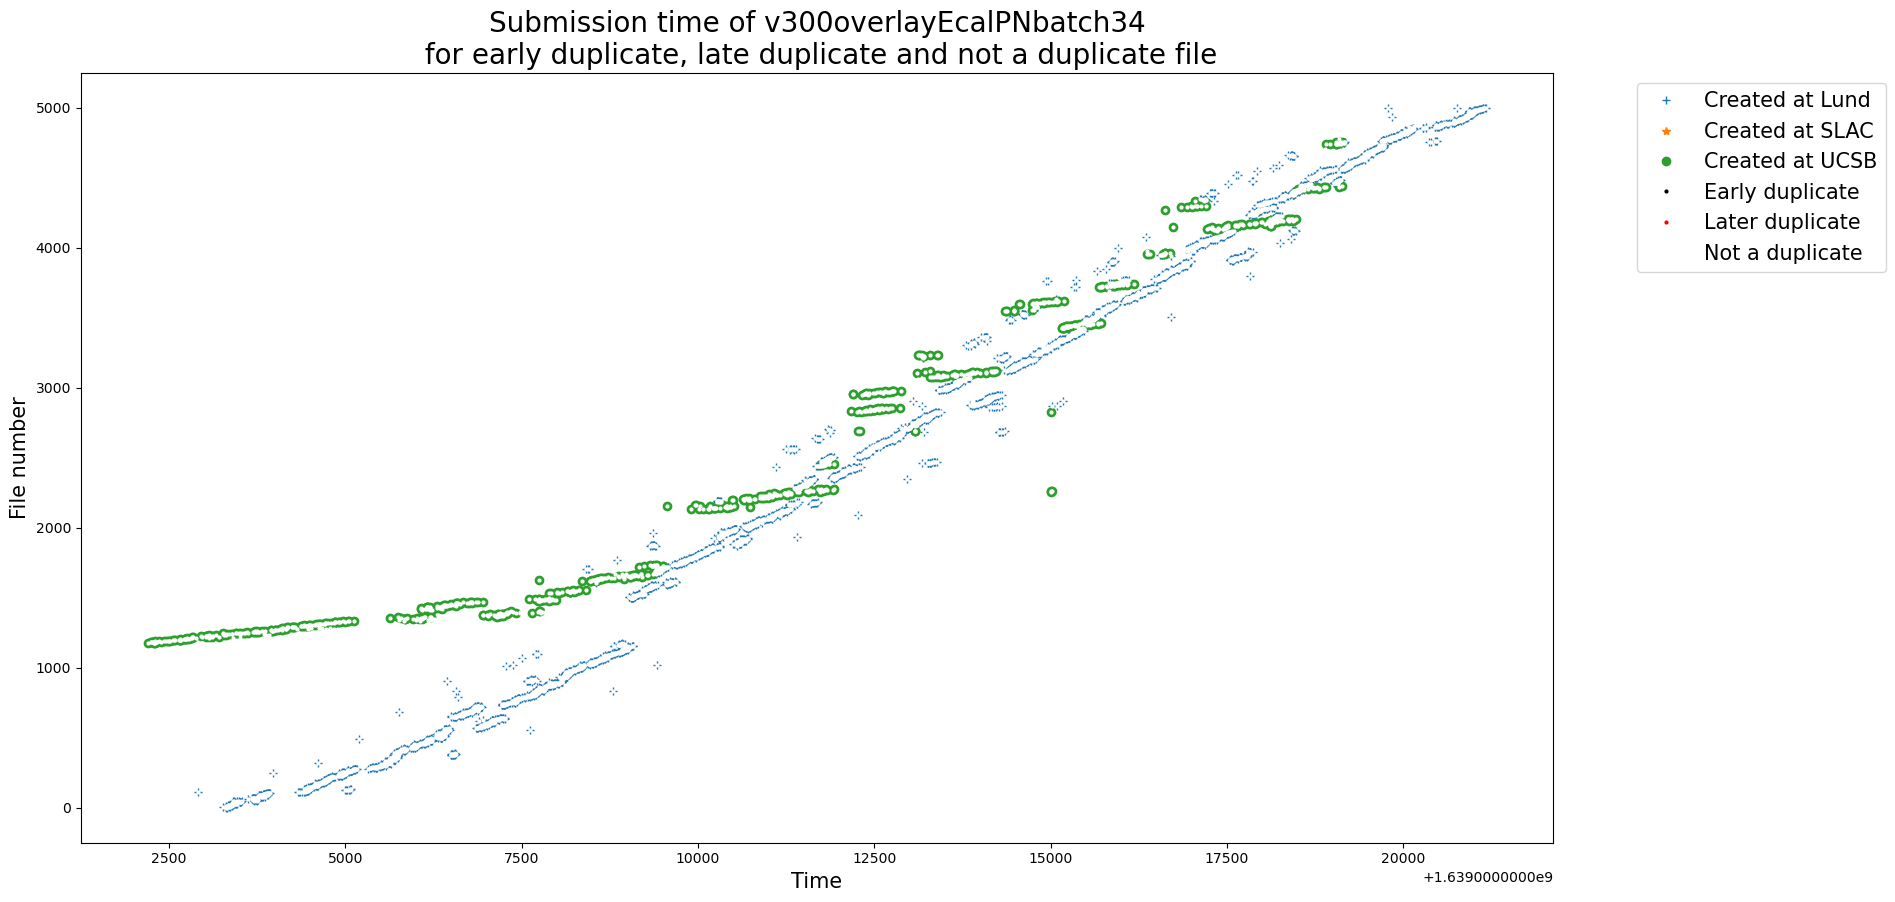 Submission time of v300overlayEcalPNbatch34
for early duplicate, late duplicate and not a duplicate file
Created at Lund
Created at SLAC
Created at UCSB
Early duplicate
Later duplicate
Not a duplicate
File number
5000
4000
3000
2000
1000
0
2500
5000
7500
10000
12500
15000
17500
20000
+1.6390000000e9
Time